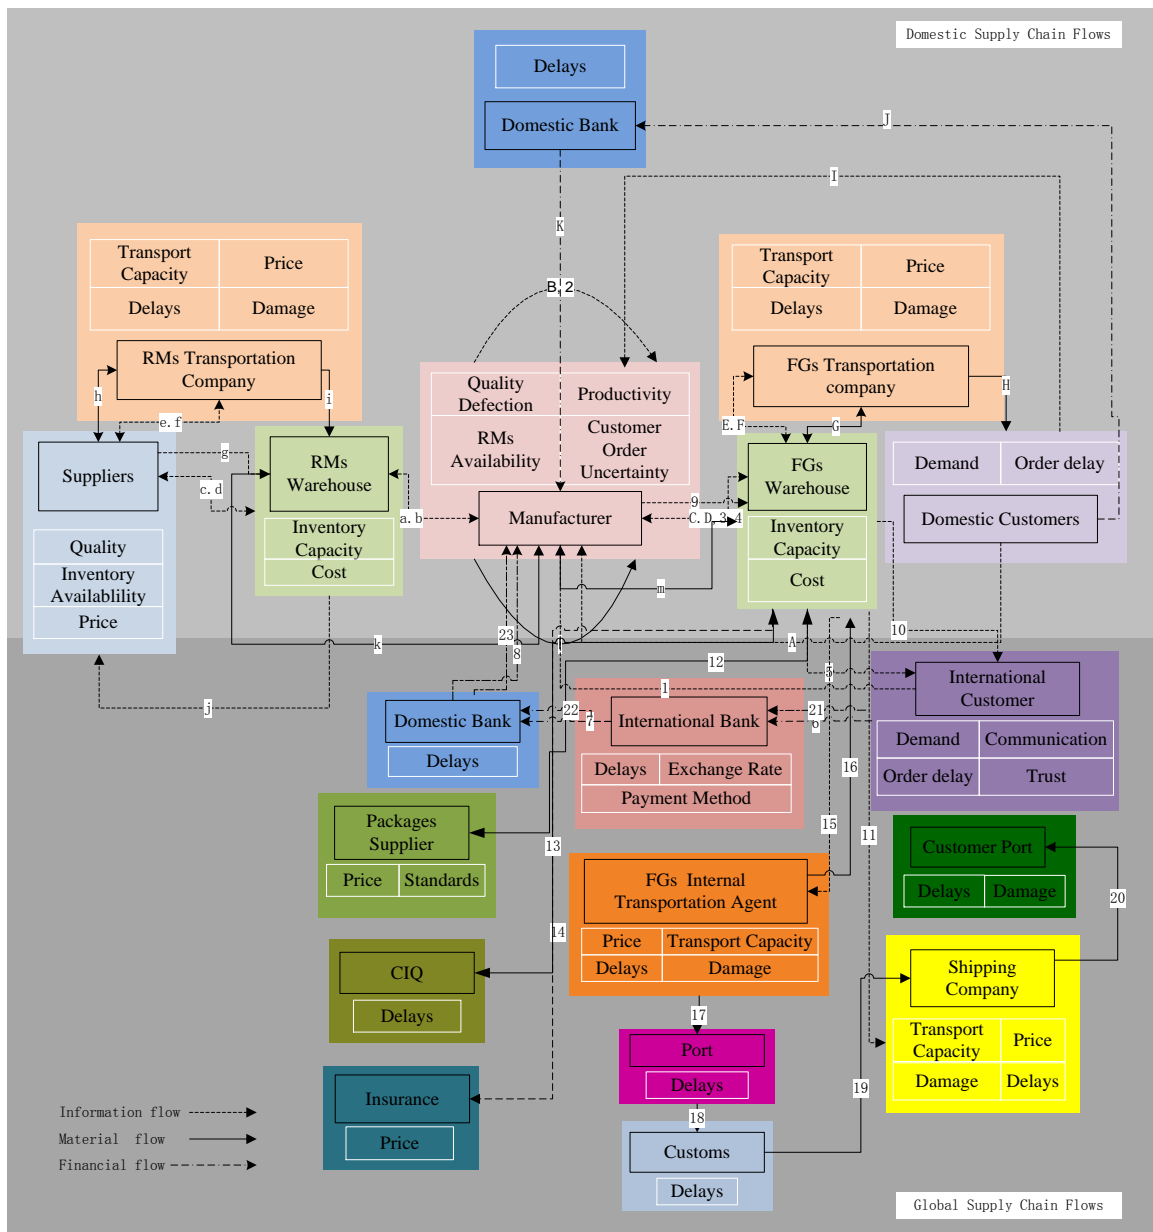 Domestic Supply Chain Flows
Delays
Domestic Bank
J
I
K
Transport
Capacity
Price
Delays
Damage
RMs Transportation
Company
h
i
e.f
B,2
Transport
Capacity
Price
Delays
Damage
FGs Transportation
company
H
E.F
G
Suppliers
g
c.d
Quality
Inventory
Availablility
Price
RMs
Warehouse
Inventory
Capacity
Cost
a.b
Quality
Defection
Productivity
RMs
Availability
Customer
Order
Uncertainty
Manufacturer
9
C.D.3.4
m
FGs
Warehouse
Inventory
Capacity
Cost
Demand
Order delay
Domestic Customers
10
A
k
j
23
8
12
5
1
22
7
21
6
Domestic Bank
Delays
International Bank
Delays
Exchange Rate
Payment Method
International
Customer
Demand
Communication
Order delay
Trust
16
15
11
13
14
Packages
Supplier
Price
Standards
FGs Internal
Transportation Agent
Price
Transport Capacity
Delays
Damage
Customer Port
Delays
Damage
20
CIQ
Delays
Shipping
Company
Transport
Capacity
Price
Damage
Delays
17
Port
Delays
18
19
Insurance
Price
Customs
Delays
Information flow
Material flow
Financial flow
Global Supply Chain Flows